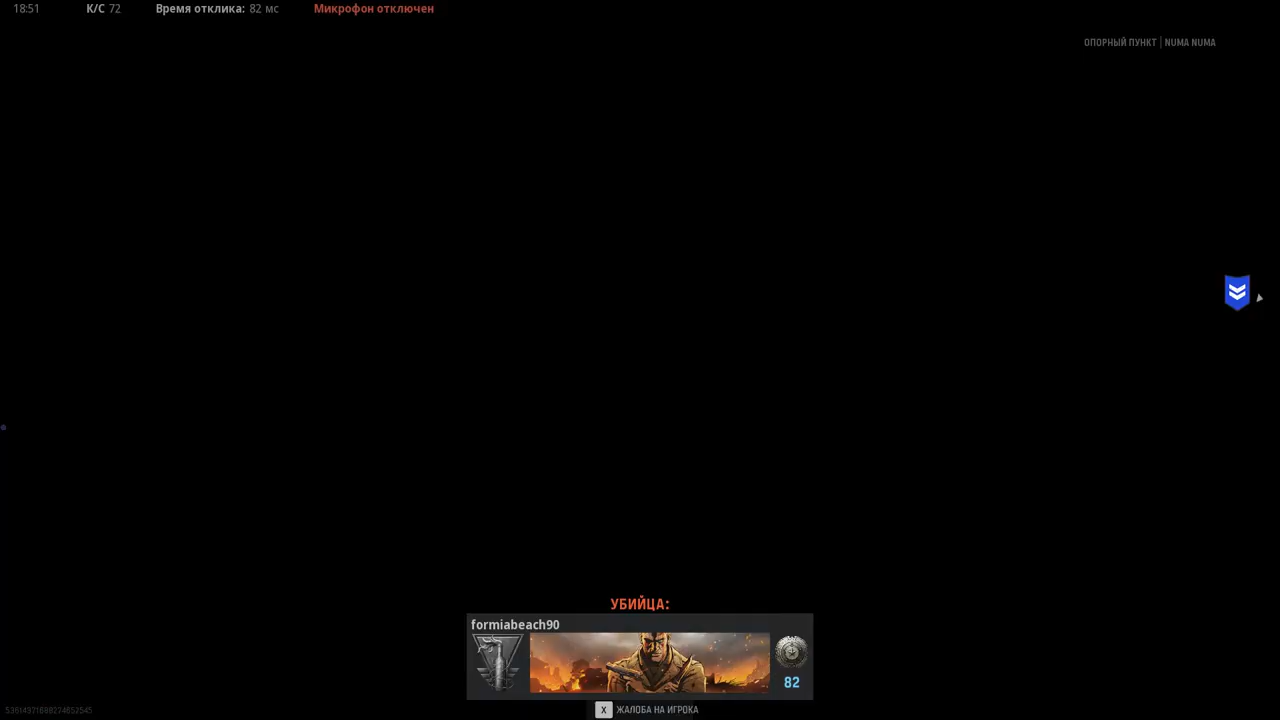 18:51 К/С 72 Время отклика: 82 мс Микрофон отключен
ОПОРНЫЙ ПУНКТ | NUMA NUMA
УБИЙЦА:
formiabeach90
82
X ЖАЛОБА НА ИГРОКА